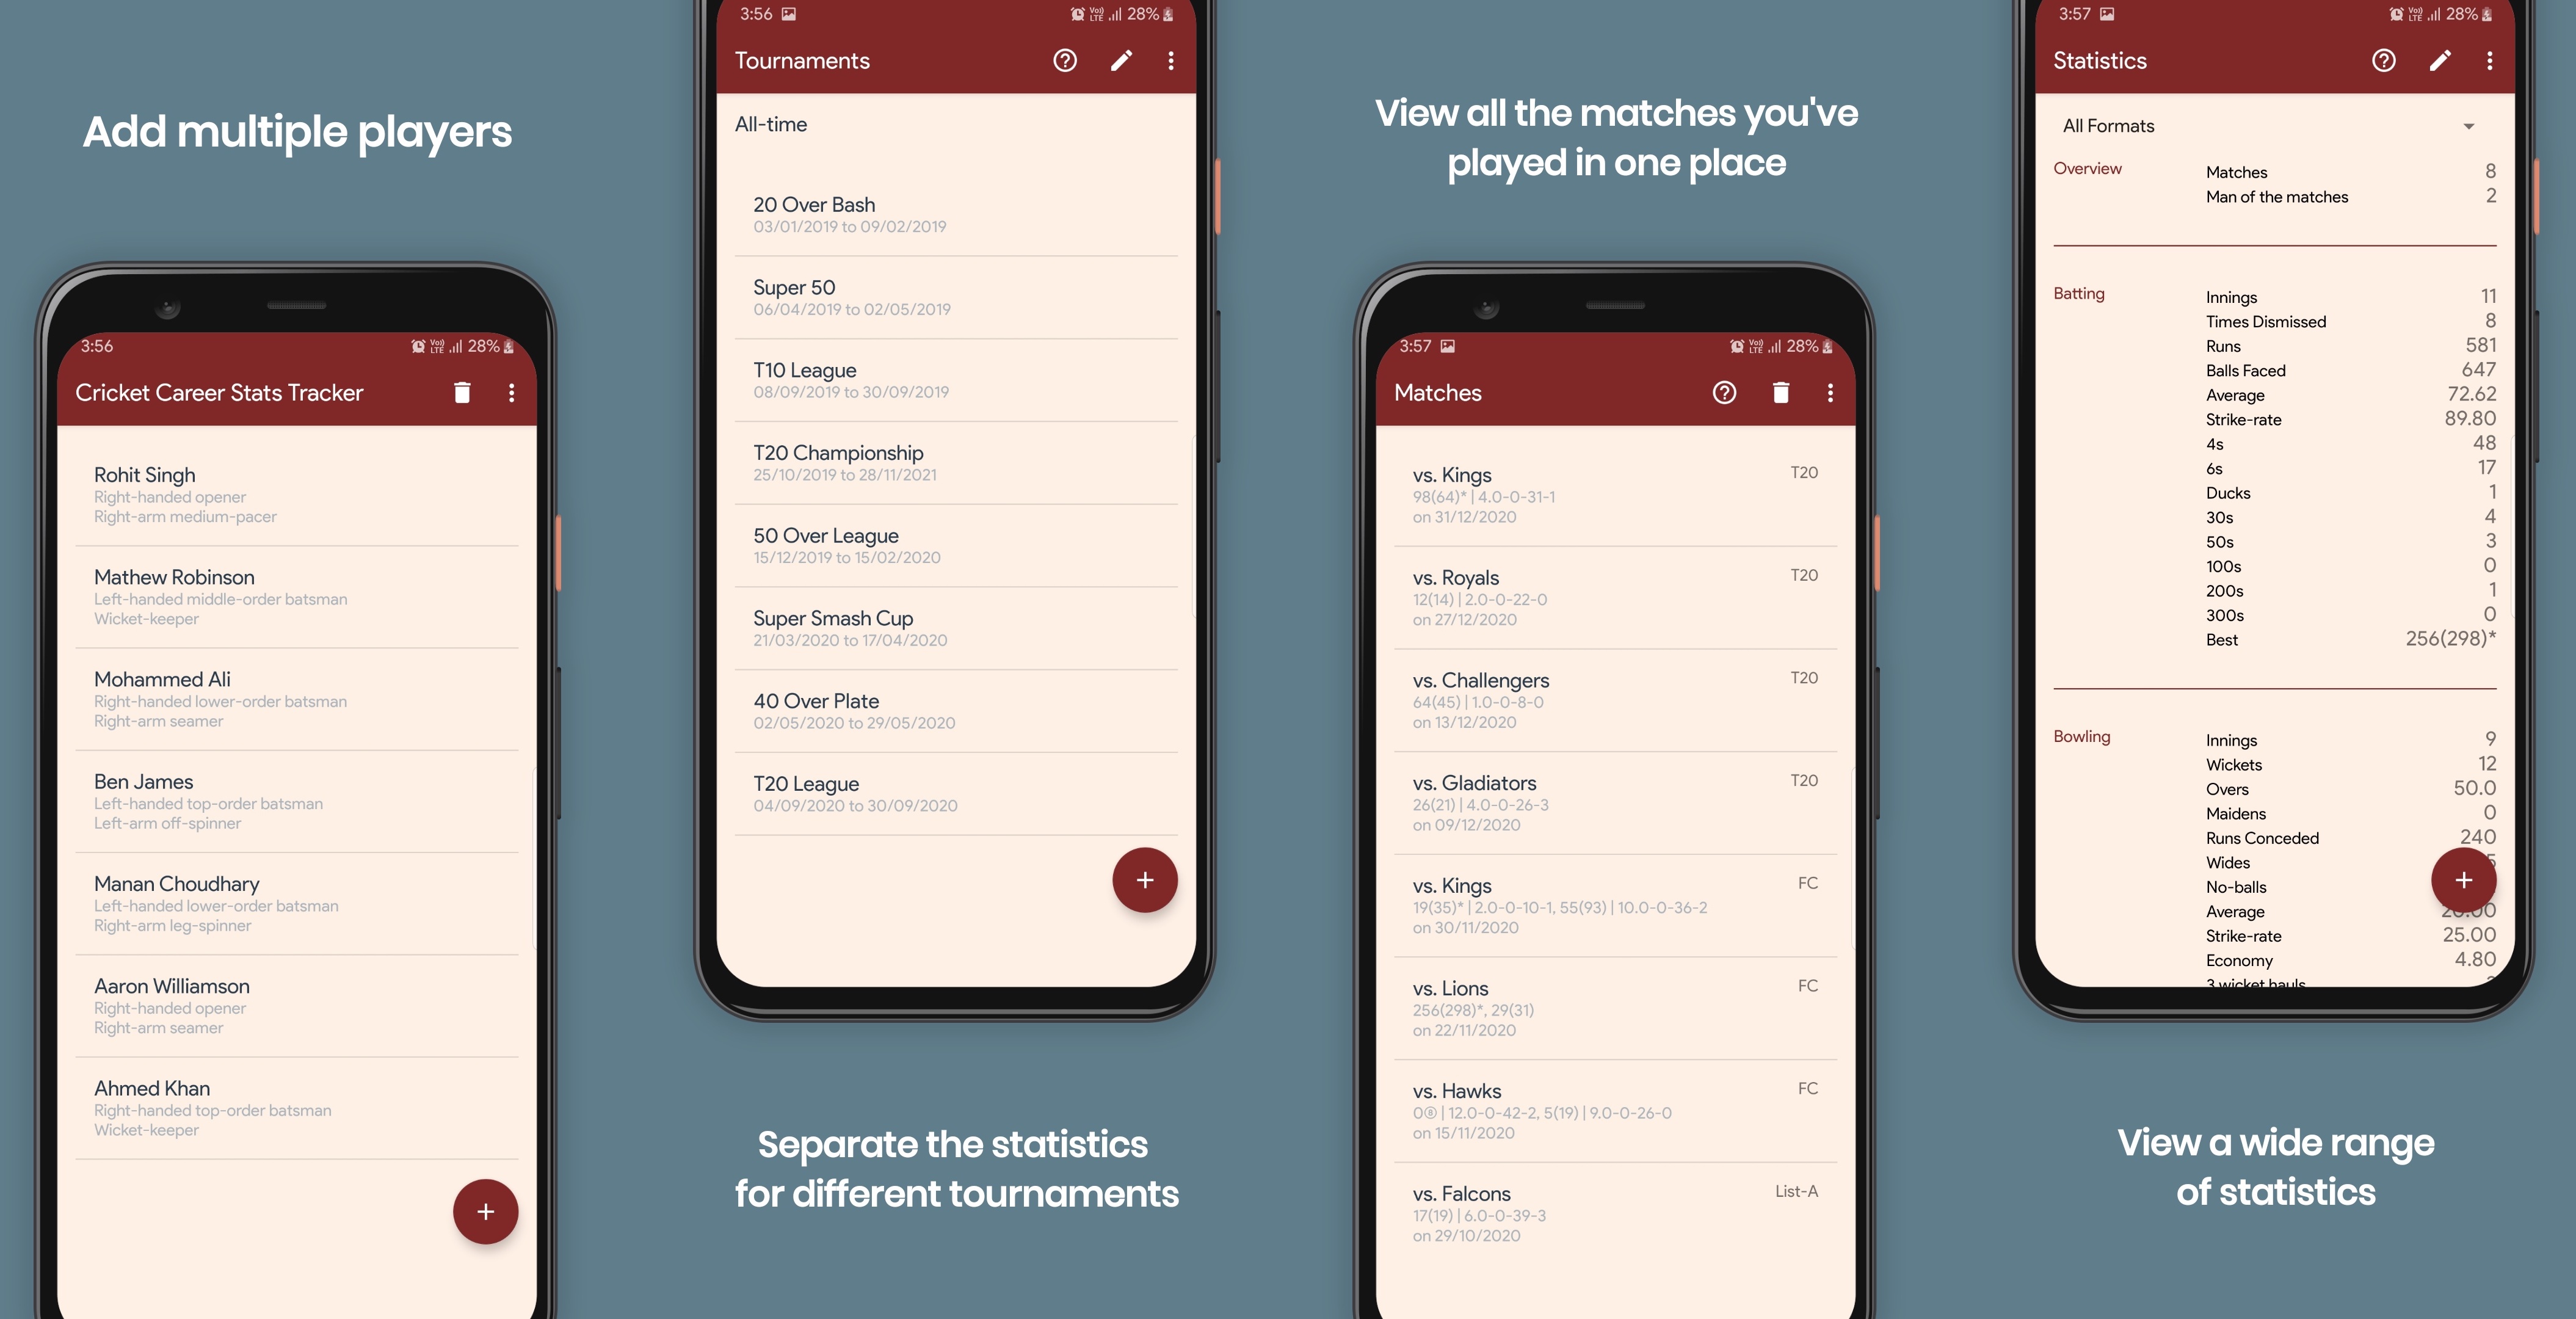 Add multiple players
3:56 28%
Cricket Career Stats Tracker
Rohit Singh
Right-handed opener
Right-arm medium-pacer
Mathew Robinson
Left-handed middle-order batsman
Wicket-keeper
Mohammed Ali
Right-handed lower-order batsman
Right-arm seamer
Ben James
Left-handed top-order batsman
Left-arm off-spinner
Manan Choudhary
Left-handed lower-order batsman
Right-arm leg-spinner
Aaron Williamson
Right-handed opener
Right-arm seamer
Ahmed Khan
Right-handed top-order batsman
Wicket-keeper
+
3:56 28%
Tournaments
All-time
20 Over Bash
03/01/2019 to 09/02/2019
Super 50
06/04/2019 to 02/05/2019
T10 League
08/09/2019 to 30/09/2019
T20 Championship
25/10/2019 to 28/11/2021
50 Over League
15/12/2019 to 15/02/2020
Super Smash Cup
21/03/2020 to 17/04/2020
40 Over Plate
02/05/2020 to 29/05/2020
T20 League
04/09/2020 to 30/09/2020
+
Separate the statistics
for different tournaments
View all the matches you've
played in one place
3:57 28%
Matches
vs. Kings T20
98(64)* | 4.0-0-31-1
on 31/12/2020
vs. Royals T20
12(14) | 2.0-0-22-0
on 27/12/2020
vs. Challengers T20
64(45) | 1.0-0-8-0
on 13/12/2020
vs. Gladiators T20
26(21) | 4.0-0-26-3
on 09/12/2020
vs. Kings FC
19(35)* | 2.0-0-10-1, 55(93) | 10.0-0-36-2
on 30/11/2020
vs. Lions FC
256(298)*, 29(31)
on 22/11/2020
vs. Hawks FC
0⑧ | 12.0-0-42-2, 5(19) | 9.0-0-26-0
on 15/11/2020
vs. Falcons List-A
17(19) | 6.0-0-39-3
on 29/10/2020
3:57 28%
Statistics
All Formats
Overview Matches 8
Man of the matches 2
Batting Innings 11
Times Dismissed 8
Runs 581
Balls Faced 647
Average 72.62
Strike-rate 89.80
4s 48
6s 17
Ducks 1
30s 4
50s 3
100s 0
200s 1
300s 0
Best 256(298)*
Bowling Innings 9
Wickets 12
Overs 50.0
Maidens 0
Runs Conceded 240
Wides
No-balls
+
Average 20.00
Strike-rate 25.00
Economy 4.80
3 wicket hauls
View a wide range
of statistics